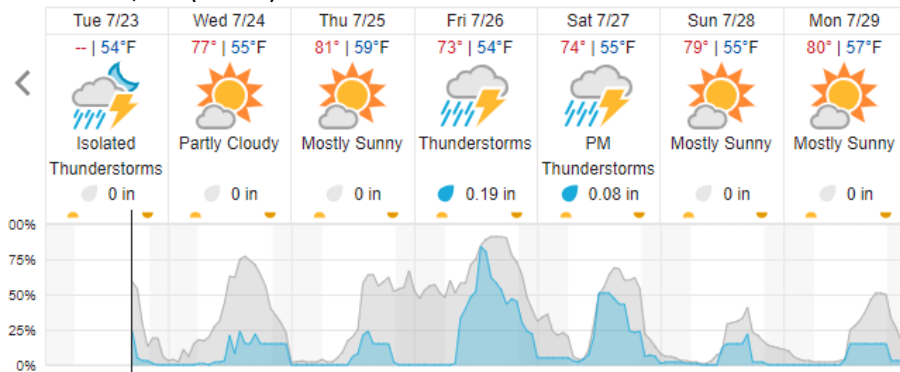 Tue 7/23 Wed 7/24 Thu 7/25 Fri 7/26 Sat 7/27 Sun 7/28 Mon 7/29
-- | 54°F 77° | 55°F 81° | 59°F 73° | 54°F 74° | 55°F 79° | 55°F 80° | 57°F
Isolated Partly Cloudy Mostly Sunny Thunderstorms PM Mostly Sunny Mostly Sunny
Thunderstorms Thunderstorms
0 in 0 in 0 in 0.19 in 0.08 in 0 in 0 in
00%
75%
50%
25%
0%